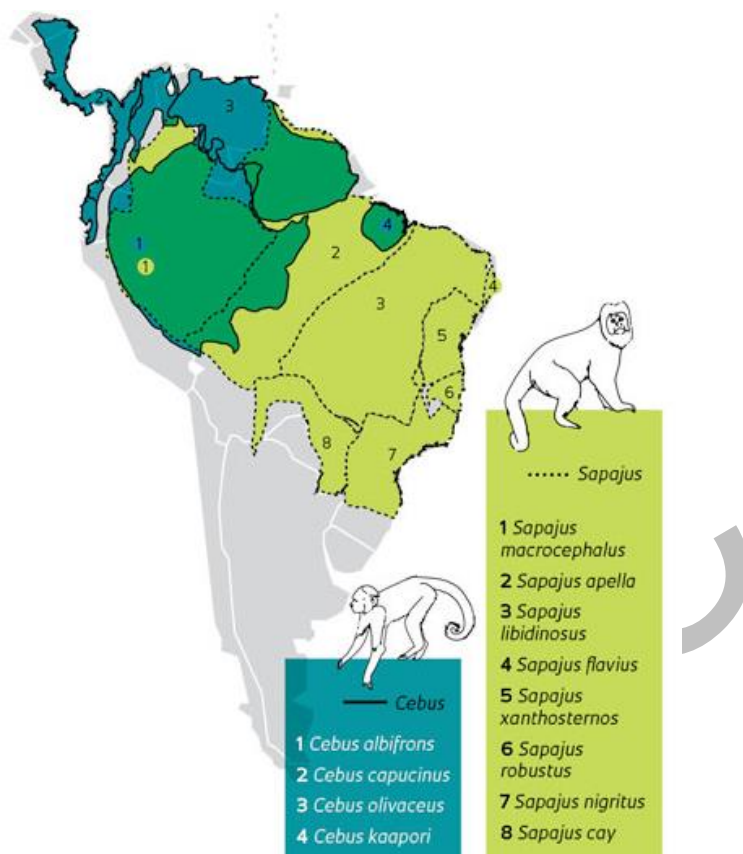 2
3
1
1
4
2
3
4
5
6
8
7
Sapajus
1 Sapajus
macrocephalus
2 Sapajus apella
3 Sapajus
libidinosus
4 Sapajus flavius
5 Sapajus
xanthosternos
6 Sapajus
robustus
7 Sapajus nigritus
8 Sapajus cay
Cebus
1 Cebus albifrons
2 Cebus capucinus
3 Cebus olivaceus
4 Cebus kaapori